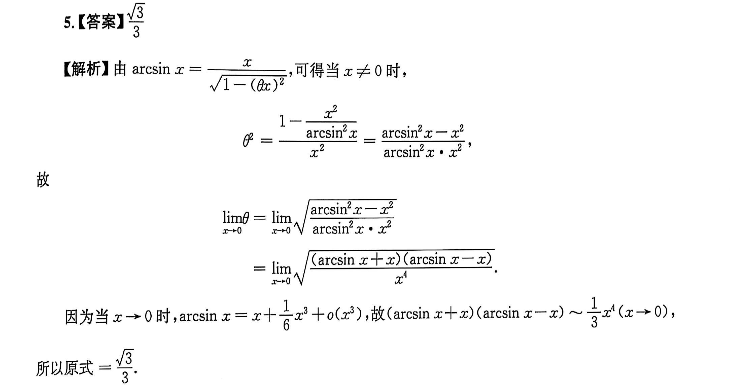 5.【答案】$\frac{\sqrt{3}}{3}$
【解析】由 $\arcsin x=\frac{x}{\sqrt{1-(\theta x)^2}}$,可得当 $x\neq 0$ 时,
$\theta^2=\frac{1-\frac{x^2}{\arcsin^2 x}}{x^2}=\frac{\arcsin^2 x-x^2}{\arcsin^2 x\cdot x^2}$,
故
$\lim_{x\to 0}\theta=\lim_{x\to 0}\sqrt{\frac{\arcsin^2 x-x^2}{\arcsin^2 x\cdot x^2}}$
$=\lim_{x\to 0}\sqrt{\frac{(\arcsin x+x)(\arcsin x-x)}{x^4}}$.
因为当 $x\to 0$ 时,$\arcsin x=x+\frac{1}{6}x^3+o(x^3)$,故$(\arcsin x+x)(\arcsin x-x)\sim\frac{1}{3}x^4(x\to 0)$,
所以原式$=\frac{\sqrt{3}}{3}$.